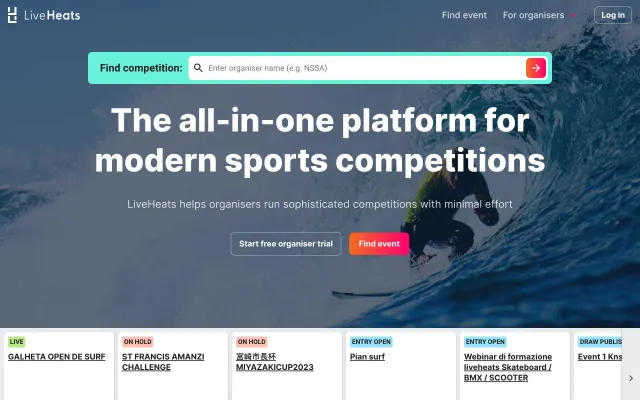 LiveHeats
Find event
For organisers
Log in
Find competition:
Enter organiser name (e.g. NSSA)
The all-in-one platform for
modern sports competitions
LiveHeats helps organisers run sophisticated competitions with minimal effort
Start free organiser trial
Find event
LIVE
GALHETA OPEN DE SURF
ON HOLD
ST FRANCIS AMANZI
CHALLENGE
ON HOLD
宮崎市長杯
MIYAZAKICUP2023
ENTRY OPEN
Pian surf
ENTRY OPEN
Webinar di formazione
liveheats Skateboard /
BMX / SCOOTER
DRAW PUBLIS
Event 1 Kns